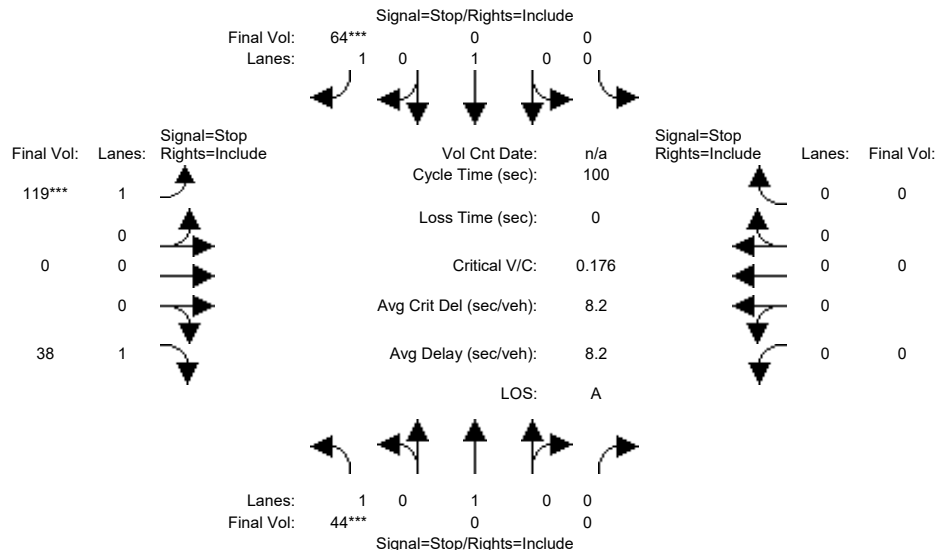 Signal=Stop/Rights=Include
Final Vol: 64*** 0 0
Lanes: 1 0 1 0 0
Signal=Stop
Final Vol: Lanes: Rights=Include
Vol Cnt Date: n/a
Signal=Stop
Rights=Include Lanes: Final Vol:
Cycle Time (sec): 100
119*** 1
0 0
Loss Time (sec): 0
0
0
0 0
Critical V/C: 0.176
0 0
0
Avg Crit Del (sec/veh): 8.2
0
38 1
Avg Delay (sec/veh): 8.2
0 0
LOS: A
Lanes: 1 0 1 0 0
Final Vol: 44*** 0 0
Signal=Stop/Rights=Include